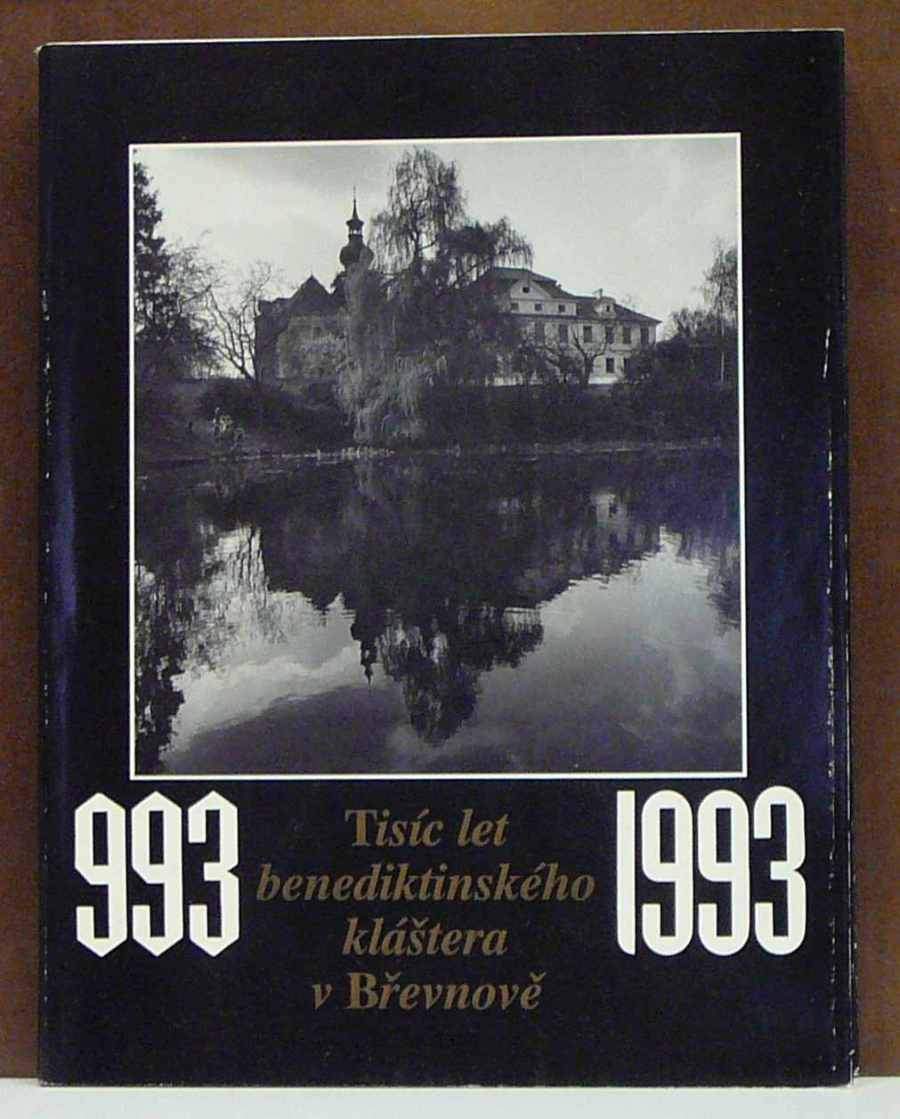 993
Tisíc let
benediktinského
kláštera
v Břevnově
1993